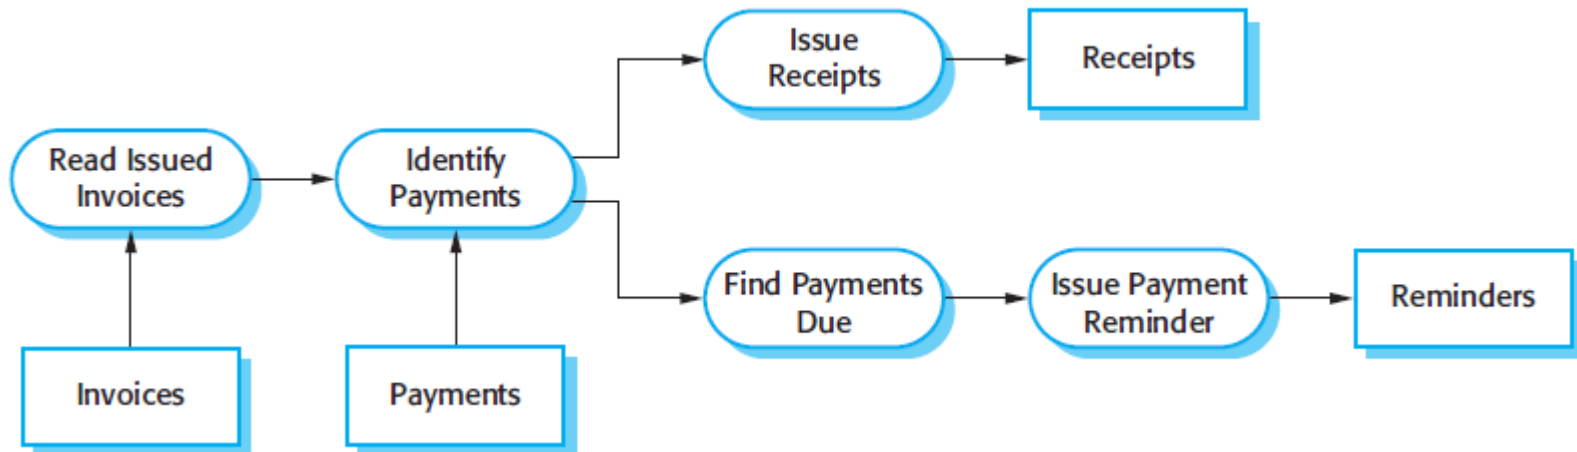 Issue
Receipts
Receipts
Read Issued
Invoices
Identify
Payments
Find Payments
Due
Issue Payment
Reminder
Reminders
Invoices
Payments